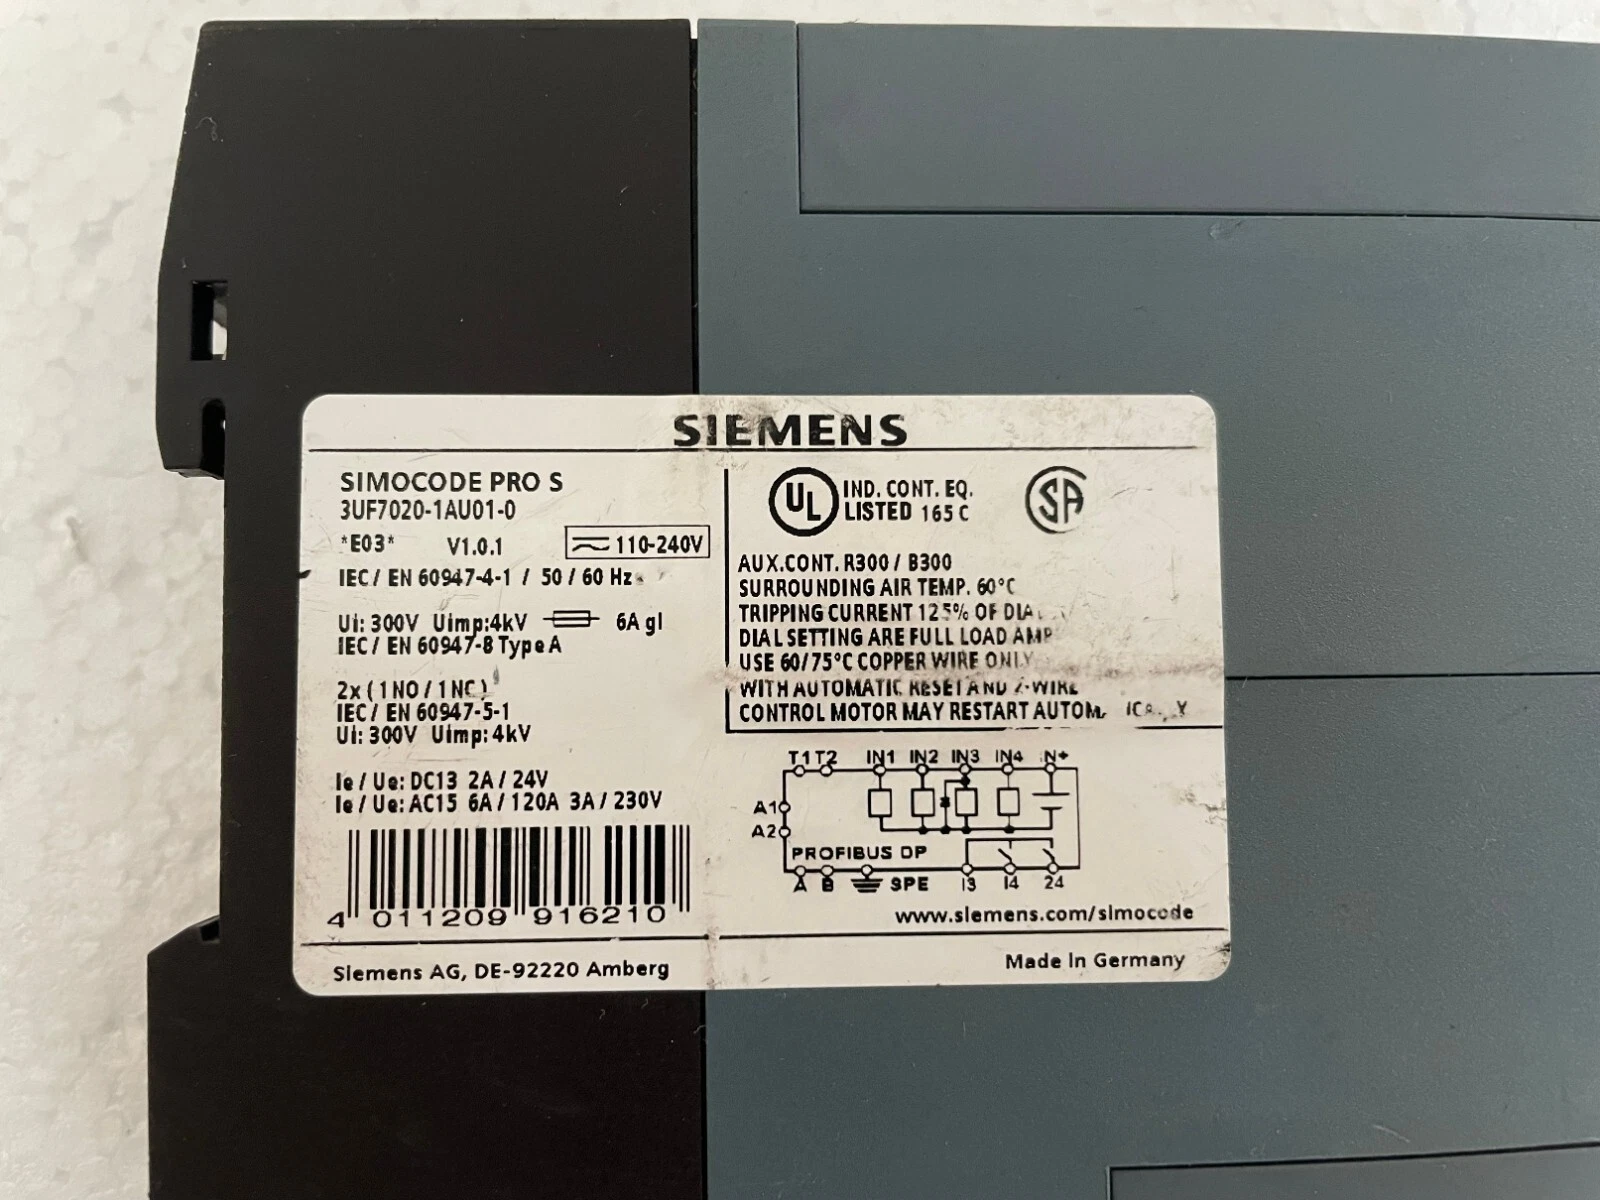 SIEMENS
SIMOCODE PRO S
3UF7020-1AU01-0
*E03* V1.0.1 110-240V
IEC / EN 60947-4-1 / 50 / 60 Hz
Ui: 300V Uimp:4kV 6A gl
IEC / EN 60947-8 Type A
2x ( 1 NO / 1 NC )
IEC / EN 60947-5-1
Ui: 300V Uimp: 4kV
Ie / Ue: DC13 2A / 24V
Ie / Ue: AC15 6A / 120A 3A / 230V
4 011209 916210
UL IND. CONT. EQ.
LISTED 165 C
SA
AUX.CONT. R300 / B300
SURROUNDING AIR TEMP. 60°C
TRIPPING CURRENT 125% OF
DIAL SETTING ARE FULL LOAD AMP
USE 60/75°C COPPER WIRE ONLY
WITH AUTOMATIC RESET AND 2-WIRE
CONTROL MOTOR MAY RESTART
T1 T2 IN1 IN2 IN3 IN4 N+
A1
A2
PROFIBUS DP
A B SPE 13 14 24
www.siemens.com/simocode
Siemens AG, DE-92220 Amberg
Made in Germany